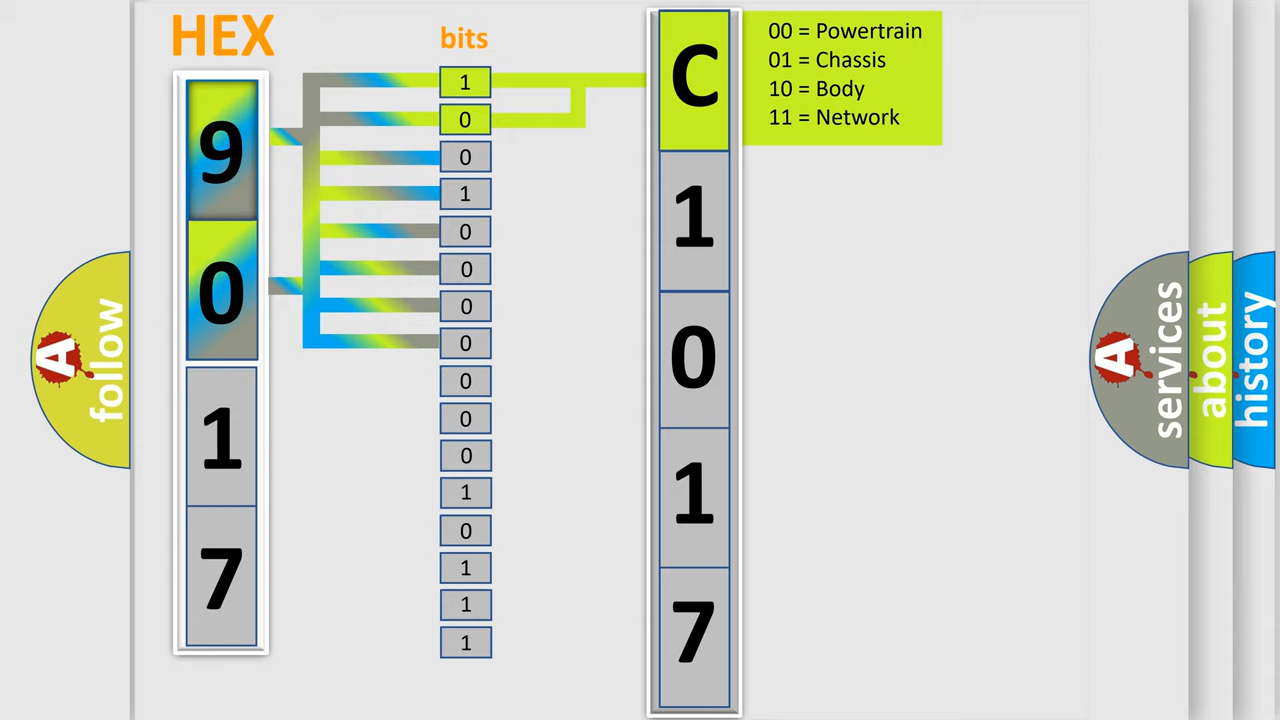 HEX
bits
9
0
1
7
1
0
0
1
0
0
0
0
0
0
0
1
0
1
1
1
C
1
0
1
7
00 = Powertrain
01 = Chassis
10 = Body
11 = Network
A
follow
A
services
about
history